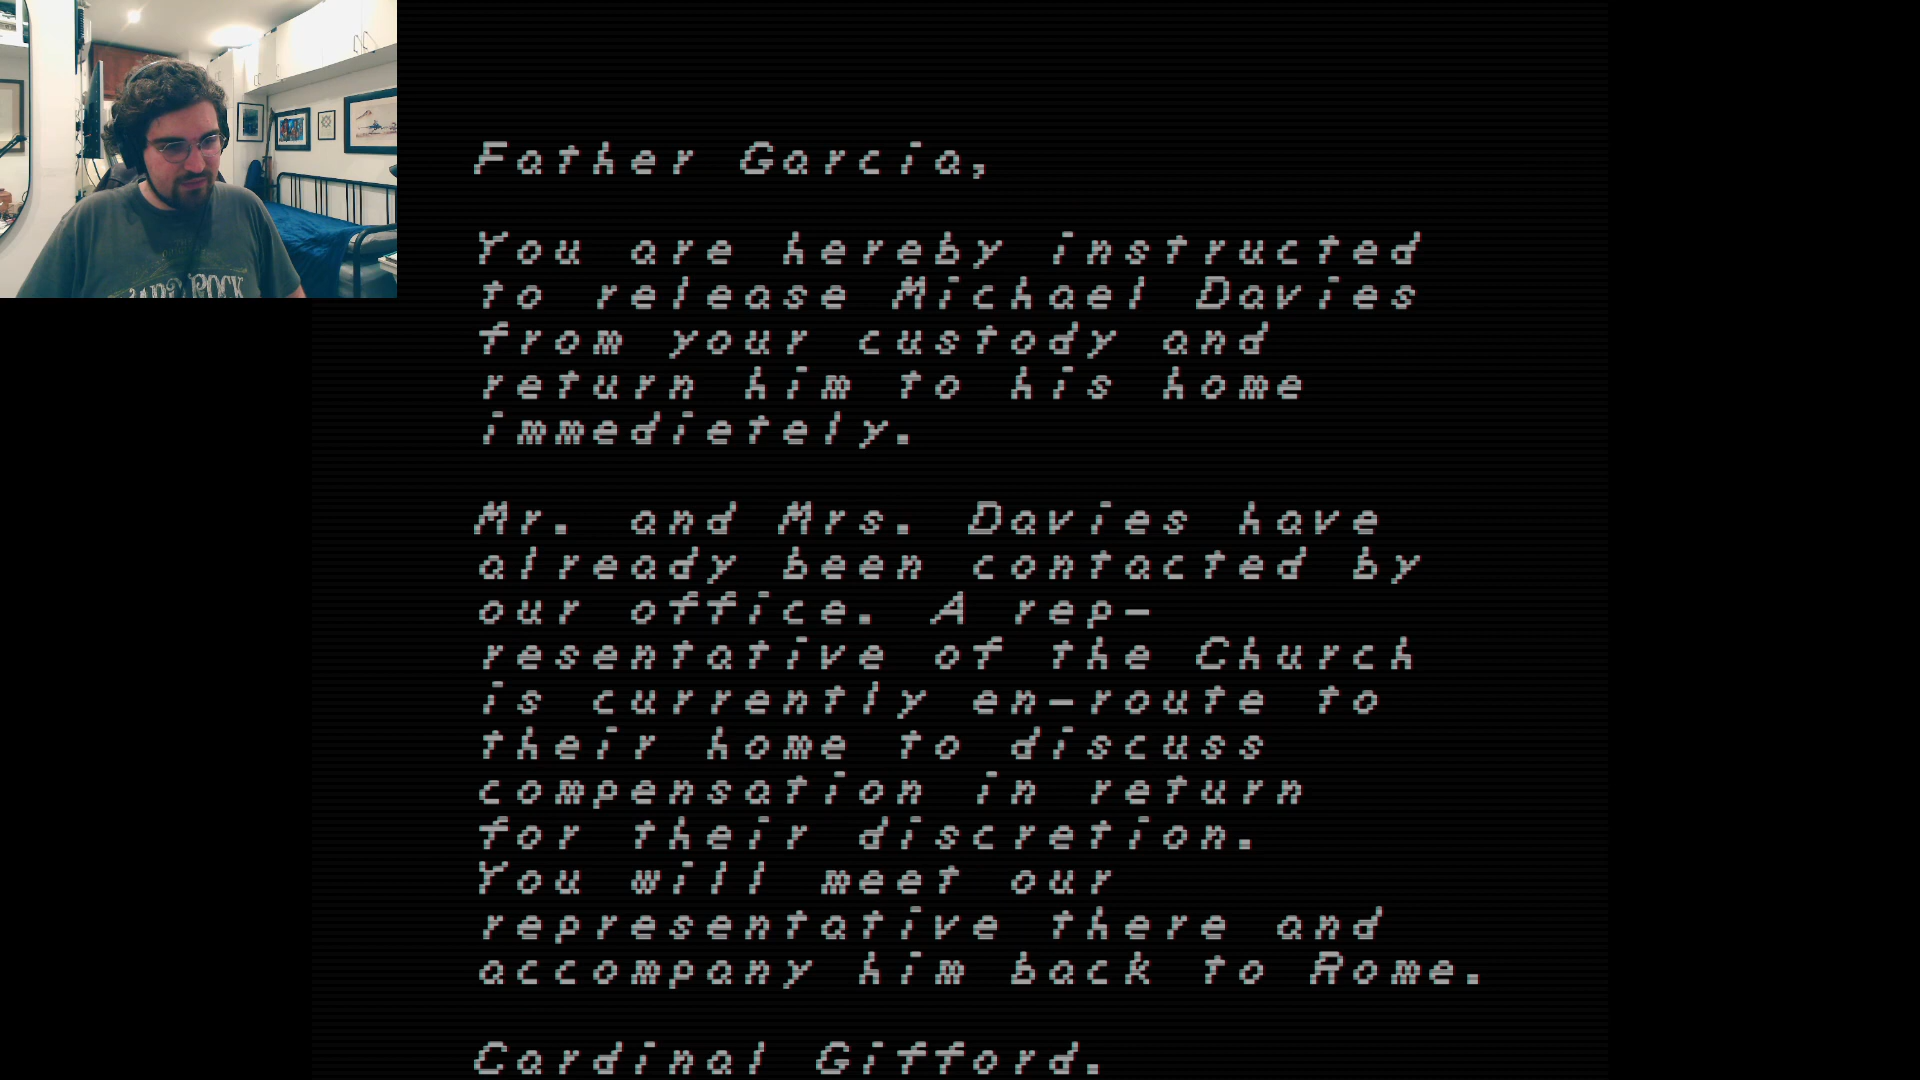 Father Garcia,
You are hereby instructed
to release Michael Davies
from your custody and
return him to his home
immedietely.
Mr. and Mrs. Davies have
already been contacted by
our office. A rep-
resentative of the Church
is currently en-route to
their home to discuss
compensation in return
for their discretion.
You will meet our
representative there and
accompany him back to Rome.
Cardinal Gifford.